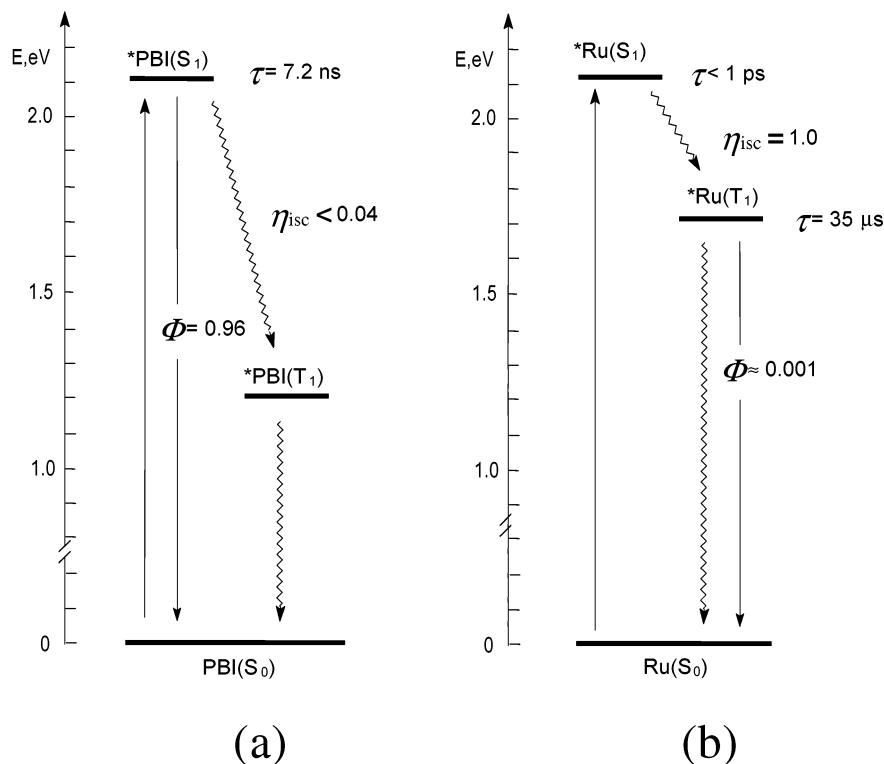 E,eV
*PBI(S₁)
τ = 7.2 ns
2.0
η_isc < 0.04
1.5
Φ = 0.96
*PBI(T₁)
1.0
0
PBI(S₀)
(a)
E,eV
*Ru(S₁)
τ < 1 ps
2.0
η_isc = 1.0
*Ru(T₁)
τ = 35 μs
1.5
Φ ≈ 0.001
1.0
0
Ru(S₀)
(b)